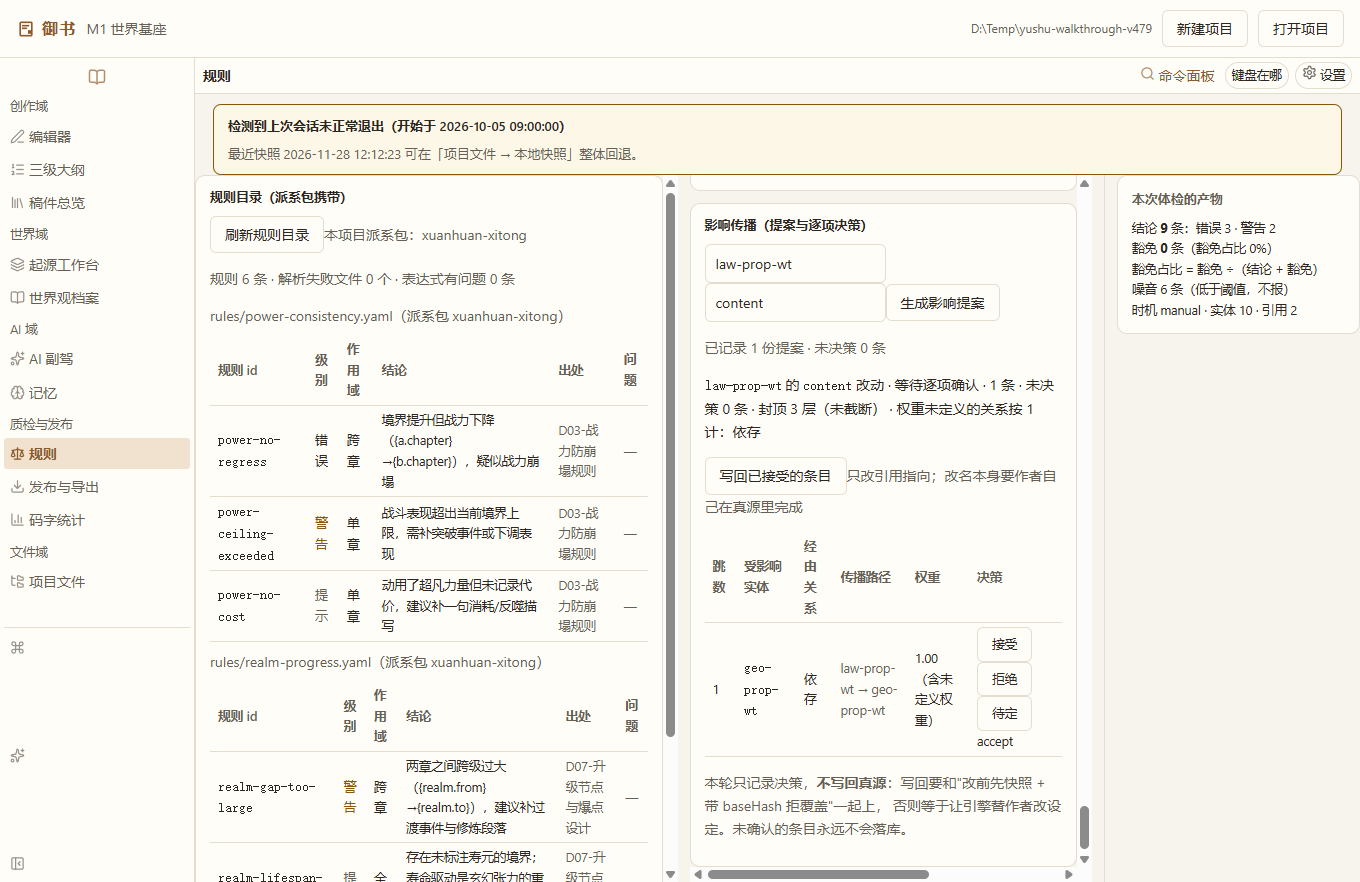 御书 M1 世界基座
D:\Temp\yushu-walkthrough-v479 新建项目 打开项目
创作域
编辑器
三级大纲
稿件总览
世界域
起源工作台
世界观档案
AI 域
AI 副驾
记忆
质检与发布
规则
发布与导出
码字统计
文件域
项目文件
规则
命令面板 键盘在哪 设置
检测到上次会话未正常退出（开始于 2026-10-05 09:00:00）
最近快照 2026-11-28 12:12:23 可在「项目文件 → 本地快照」整体回退。
规则目录（派系包携带）
刷新规则目录 本项目派系包：xuanhuan-xitong
规则 6 条 · 解析失败文件 0 个 · 表达式有问题 0 条
rules/power-consistency.yaml（派系包 xuanhuan-xitong）
规则 id 级别 作用域 结论 出处 问题
power-no-regress 错误 跨章 境界提升但战力下降（{a.chapter}→{b.chapter}），疑似战力崩塌 D03-战力防崩塌规则 —
power-ceiling-exceeded 警告 单章 战斗表现超出当前境界上限，需补突破事件或下调表现 D03-战力防崩塌规则 —
power-no-cost 提示 单章 动用了超凡力量但未记录代价，建议补一句消耗/反噬描写 D03-战力防崩塌规则 —
rules/realm-progress.yaml（派系包 xuanhuan-xitong）
规则 id 级别 作用域 结论 出处 问题
realm-gap-too-large 警告 跨章 两章之间跨级过大（{realm.from}→{realm.to}），建议补过渡事件与修炼段落 D07-升级节点与爆点设计 —
realm-lifespan- 提 全 存在未标注寿元的境界；寿命驱动是玄幻张力的重 D07-升级节点
影响传播（提案与逐项决策）
law-prop-wt
content 生成影响提案
已记录 1 份提案 · 未决策 0 条
law-prop-wt 的 content 改动 · 等待逐项确认 · 1 条 · 未决
策 0 条 · 封顶 3 层（未截断） · 权重未定义的关系按 1
计：依存
写回已接受的条目 只改引用指向；改名本身要作者自
己在真源里完成
跳数 受影响实体 经由关系 传播路径 权重 决策
1 geo-prop-wt 依存 law-prop-wt → geo-prop-wt 1.00（含未定义权重） 接受
拒绝
待定
accept
本轮只记录决策，不写回真源：写回要和"改前先快照 +
带 baseHash 拒覆盖"一起上， 否则等于让引擎替作者改设
定。未确认的条目永远不会落库。
本次体检的产物
结论 9 条：错误 3 · 警告 2
豁免 0 条（豁免占比 0%）
豁免占比 = 豁免 ÷（结论 + 豁免）
噪音 6 条（低于阈值，不报）
时机 manual · 实体 10 · 引用 2